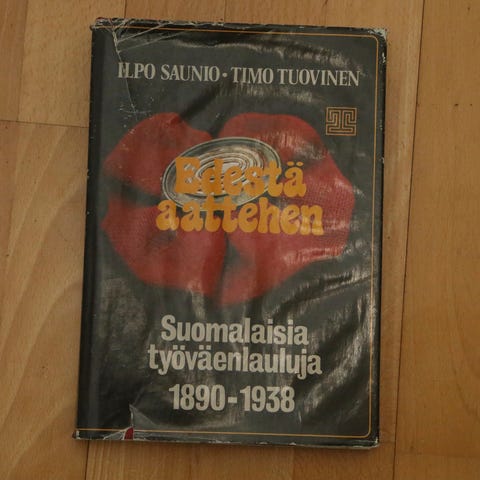 ILPO SAUNIO • TIMO TUOVINEN
Edestä
aattehen
Suomalaisia
työväenlauluja
1890-1938